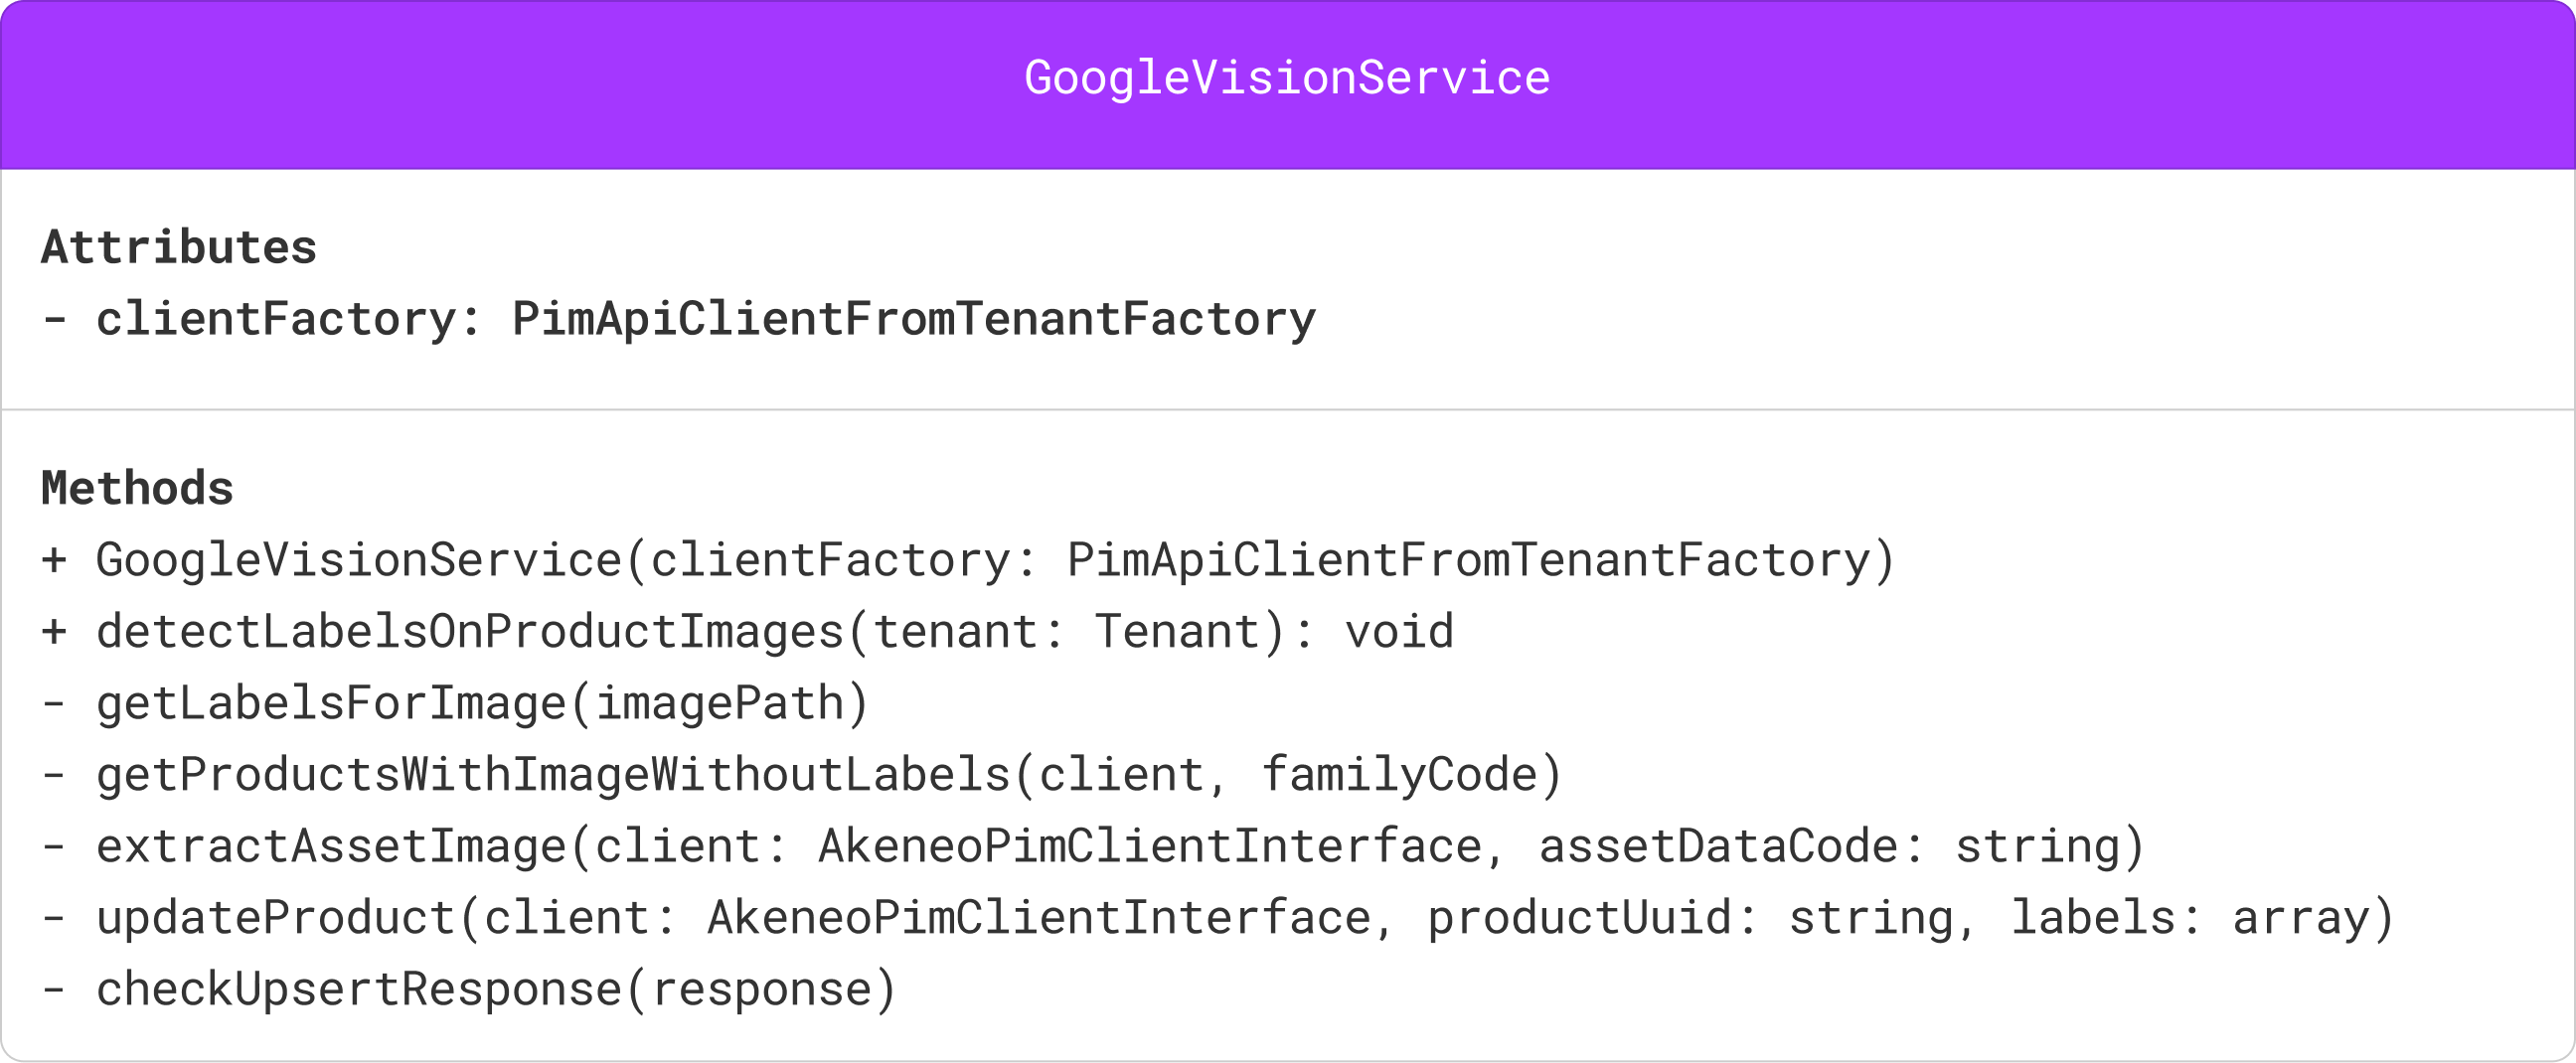 GoogleVisionService
Attributes
- clientFactory: PimApiClientFromTenantFactory
Methods
+ GoogleVisionService(clientFactory: PimApiClientFromTenantFactory)
+ detectLabelsOnProductImages(tenant: Tenant): void
- getLabelsForImage(imagePath)
- getProductsWithImageWithoutLabels(client, familyCode)
- extractAssetImage(client: AkeneoPimClientInterface, assetDataCode: string)
- updateProduct(client: AkeneoPimClientInterface, productUuid: string, labels: array)
- checkUpsertResponse(response)